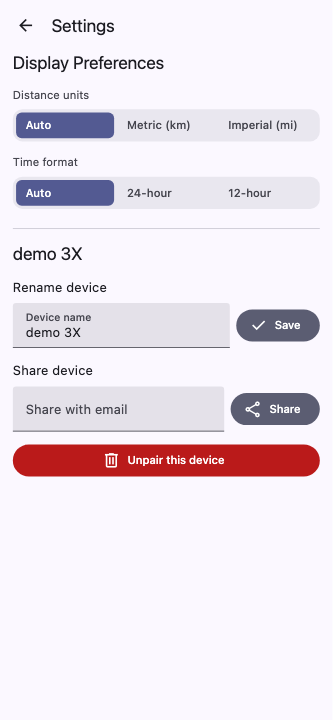 Settings
Display Preferences
Distance units
Auto Metric (km) Imperial (mi)
Time format
Auto 24-hour 12-hour
demo 3X
Rename device
Device name
demo 3X
Save
Share device
Share with email
Share
Unpair this device